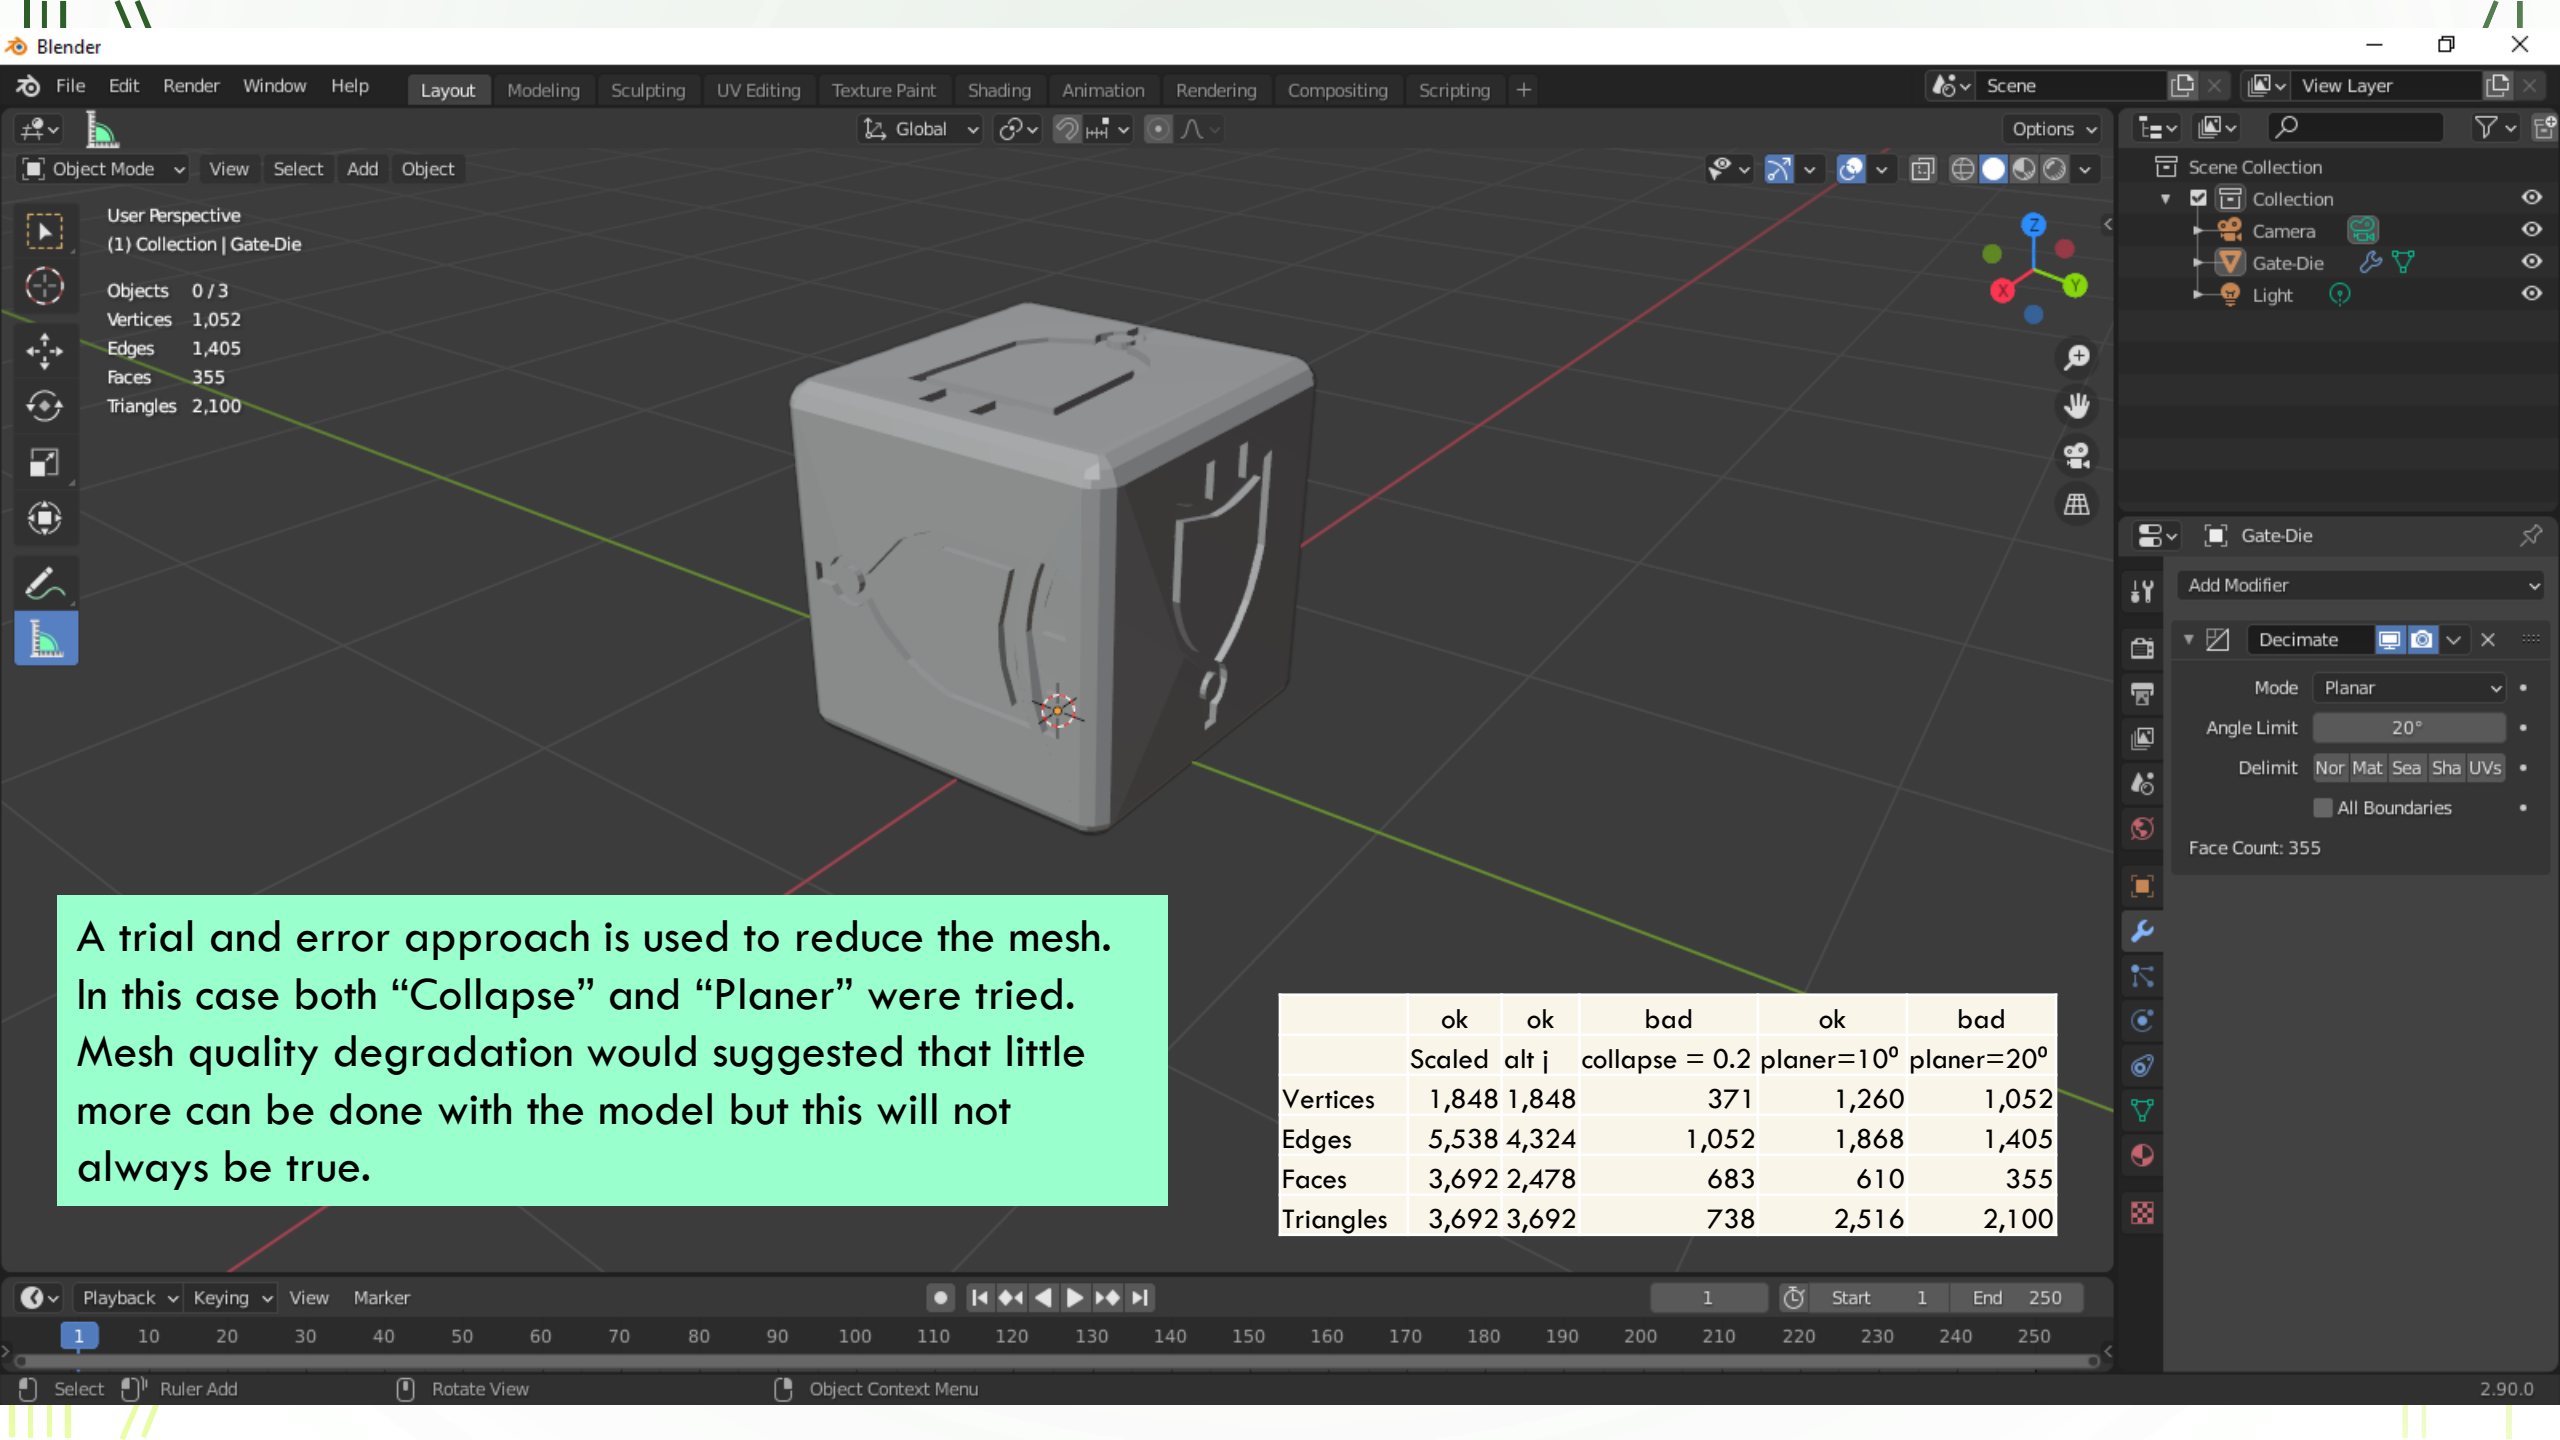 Blender
File Edit Render Window Help Layout Modeling Sculpting UV Editing Texture Paint Shading Animation Rendering Compositing Scripting + Scene View Layer
Global Options
Object Mode View Select Add Object
User Perspective
(1) Collection | Gate-Die
Objects 0 / 3
Vertices 1,052
Edges 1,405
Faces 355
Triangles 2,100
Z
X
Y
Scene Collection
Collection
Camera
Gate-Die
Light
Gate-Die
Add Modifier
Decimate
Mode Planar
Angle Limit 20°
Delimit Nor Mat Sea Sha UVs
All Boundaries
Face Count: 355
A trial and error approach is used to reduce the mesh.
In this case both “Collapse” and “Planer” were tried.
Mesh quality degradation would suggested that little
more can be done with the model but this will not
always be true.
ok ok bad ok bad
Scaled alt j collapse = 0.2 planer=10⁰ planer=20⁰
Vertices 1,848 1,848 371 1,260 1,052
Edges 5,538 4,324 1,052 1,868 1,405
Faces 3,692 2,478 683 610 355
Triangles 3,692 3,692 738 2,516 2,100
Playback Keying View Marker 1 Start 1 End 250
1 10 20 30 40 50 60 70 80 90 100 110 120 130 140 150 160 170 180 190 200 210 220 230 240 250
Select Ruler Add Rotate View Object Context Menu 2.90.0